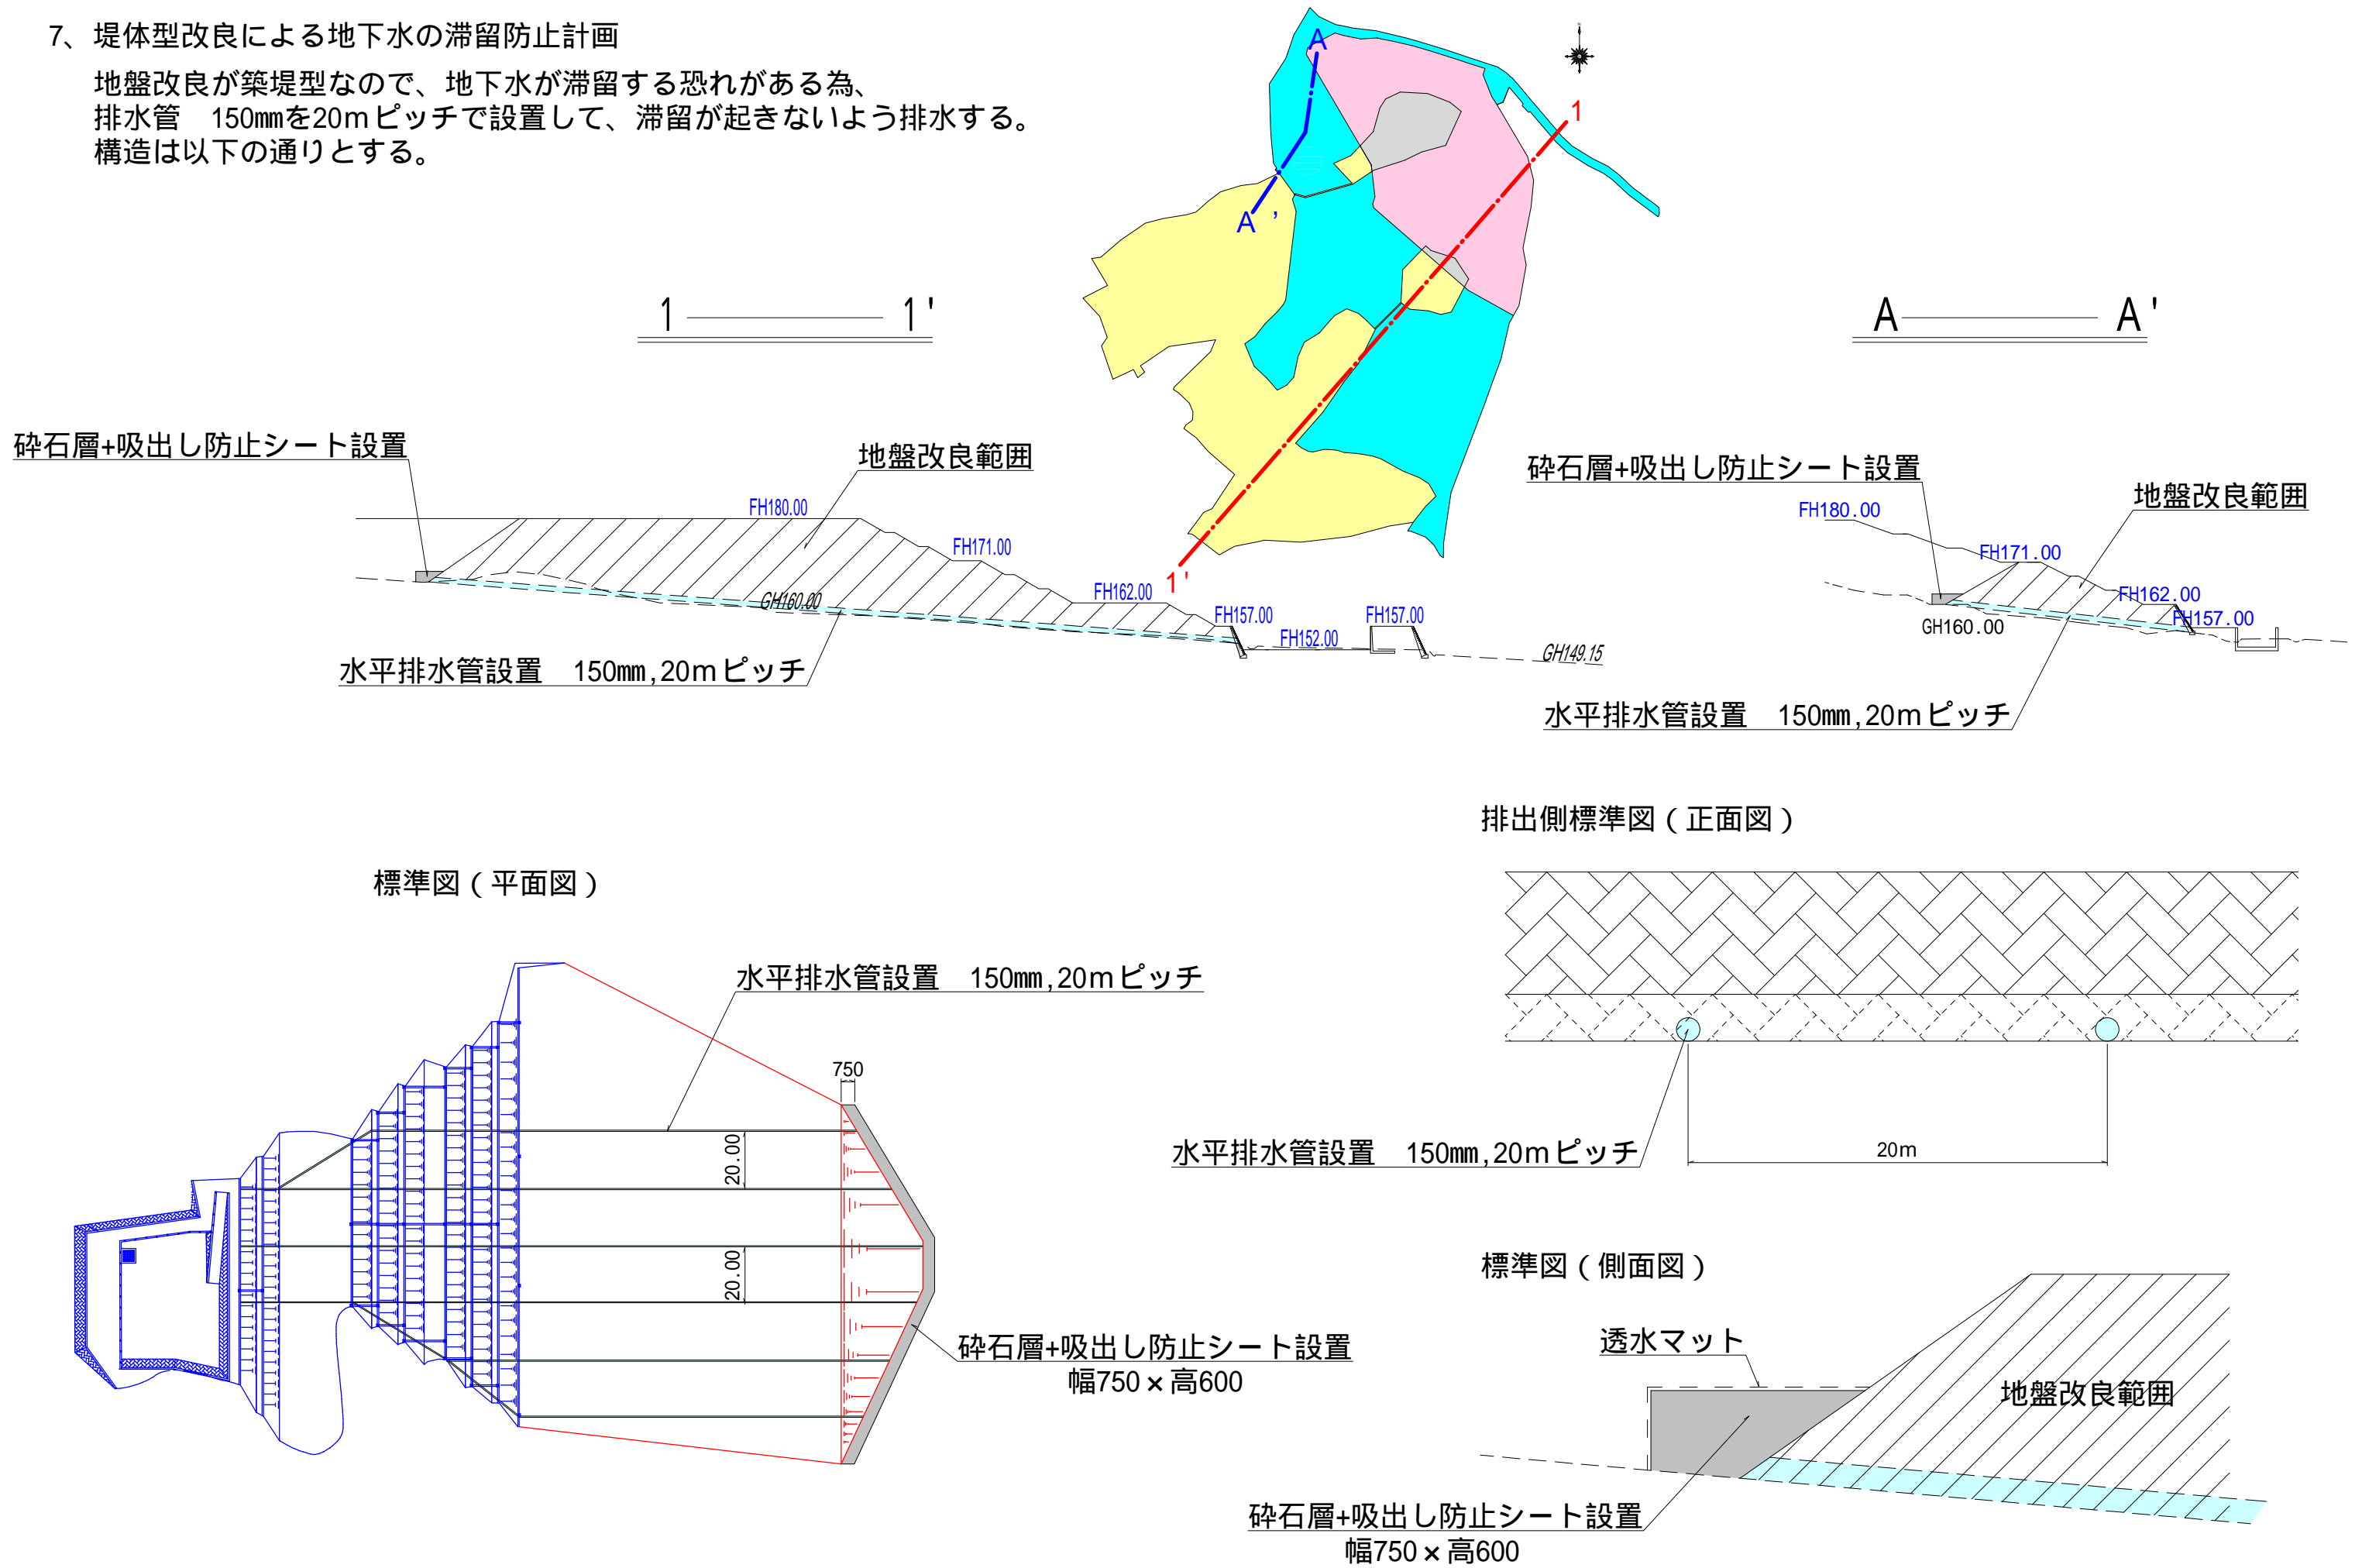 7、堤体型改良による地下水の滞留防止計画
地盤改良が築堤型なので、地下水が滞留する恐れがある為、
排水管　150㎜を20ｍピッチで設置して、滞留が起きないよう排水する。
構造は以下の通りとする。
A
A'
1
1'
1 1'
砕石層+吸出し防止シート設置
地盤改良範囲
FH180.00
FH171.00
FH162.00
FH157.00
FH157.00
FH152.00
GH160.00
GH149.15
水平排水管設置　150㎜,20ｍピッチ
A A'
砕石層+吸出し防止シート設置
地盤改良範囲
FH180.00
FH171.00
FH162.00
FH157.00
GH160.00
水平排水管設置　150㎜,20ｍピッチ
標準図（平面図）
水平排水管設置　150㎜,20ｍピッチ
750
20.00
20.00
砕石層+吸出し防止シート設置
幅750×高600
排出側標準図（正面図）
水平排水管設置　150㎜,20ｍピッチ
20m
標準図（側面図）
透水マット
地盤改良範囲
砕石層+吸出し防止シート設置
幅750×高600